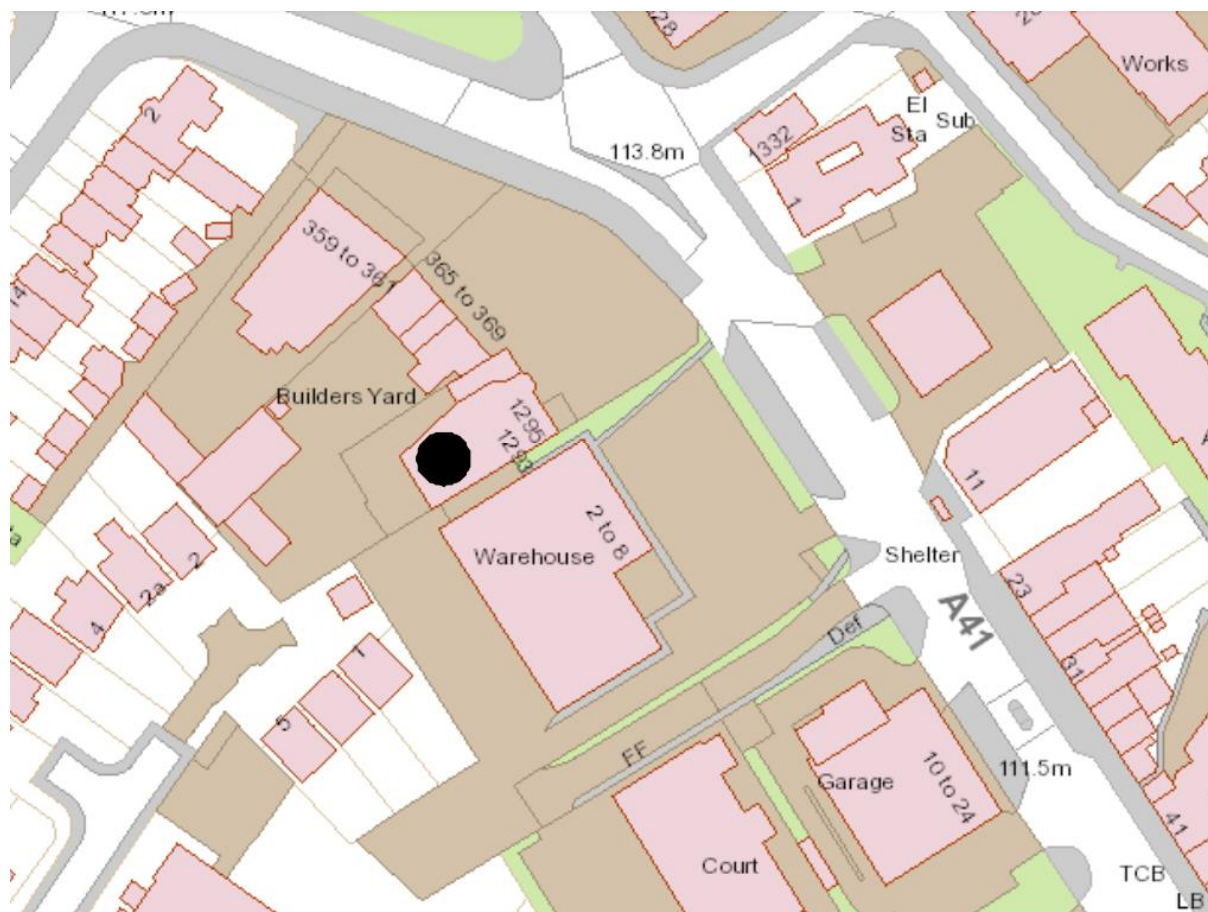 28
Works
El
Sub
Sta
113.8m
1332
1
2
359 to 361
365 to 369
14
Builders Yard
1295
1293
11
2 to 8
Warehouse
Shelter
2
2a
4
23
A41
Def
1
31
5
FF
111.5m
Garage
10 to 24
41
Court
TCB
LB